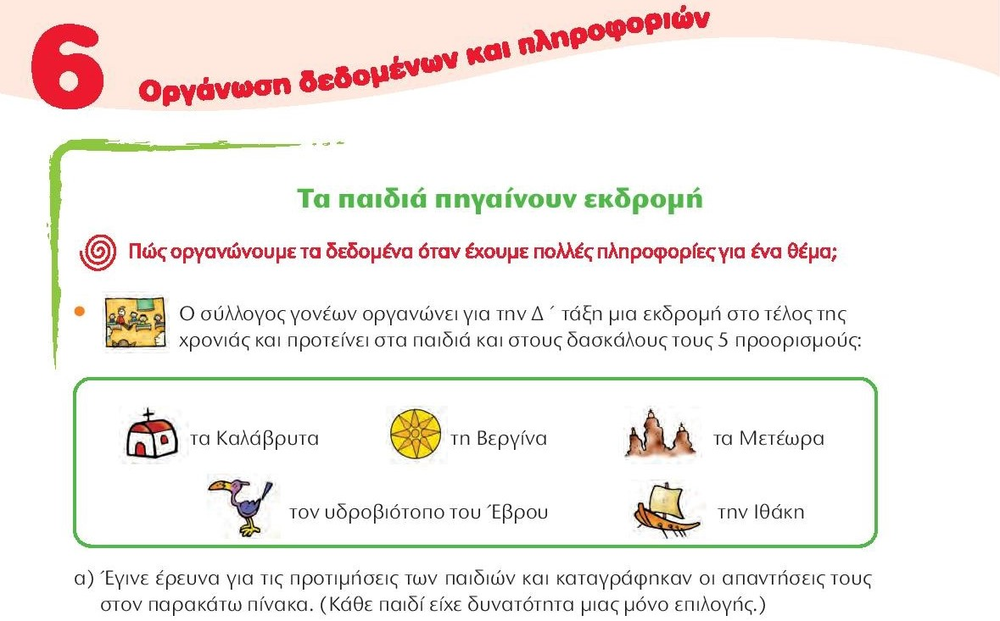 6
Οργάνωση δεδομένων και πληροφοριών
Τα παιδιά πηγαίνουν εκδρομή
Πώς οργανώνουμε τα δεδομένα όταν έχουμε πολλές πληροφορίες για ένα θέμα;
• Ο σύλλογος γονέων οργανώνει για την Δ ΄ τάξη μια εκδρομή στο τέλος της
χρονιάς και προτείνει στα παιδιά και στους δασκάλους τους 5 προορισμούς:
τα Καλάβρυτα τη Βεργίνα τα Μετέωρα
τον υδροβιότοπο του Έβρου την Ιθάκη
α) Έγινε έρευνα για τις προτιμήσεις των παιδιών και καταγράφηκαν οι απαντήσεις τους
στον παρακάτω πίνακα. (Κάθε παιδί είχε δυνατότητα μιας μόνο επιλογής.)